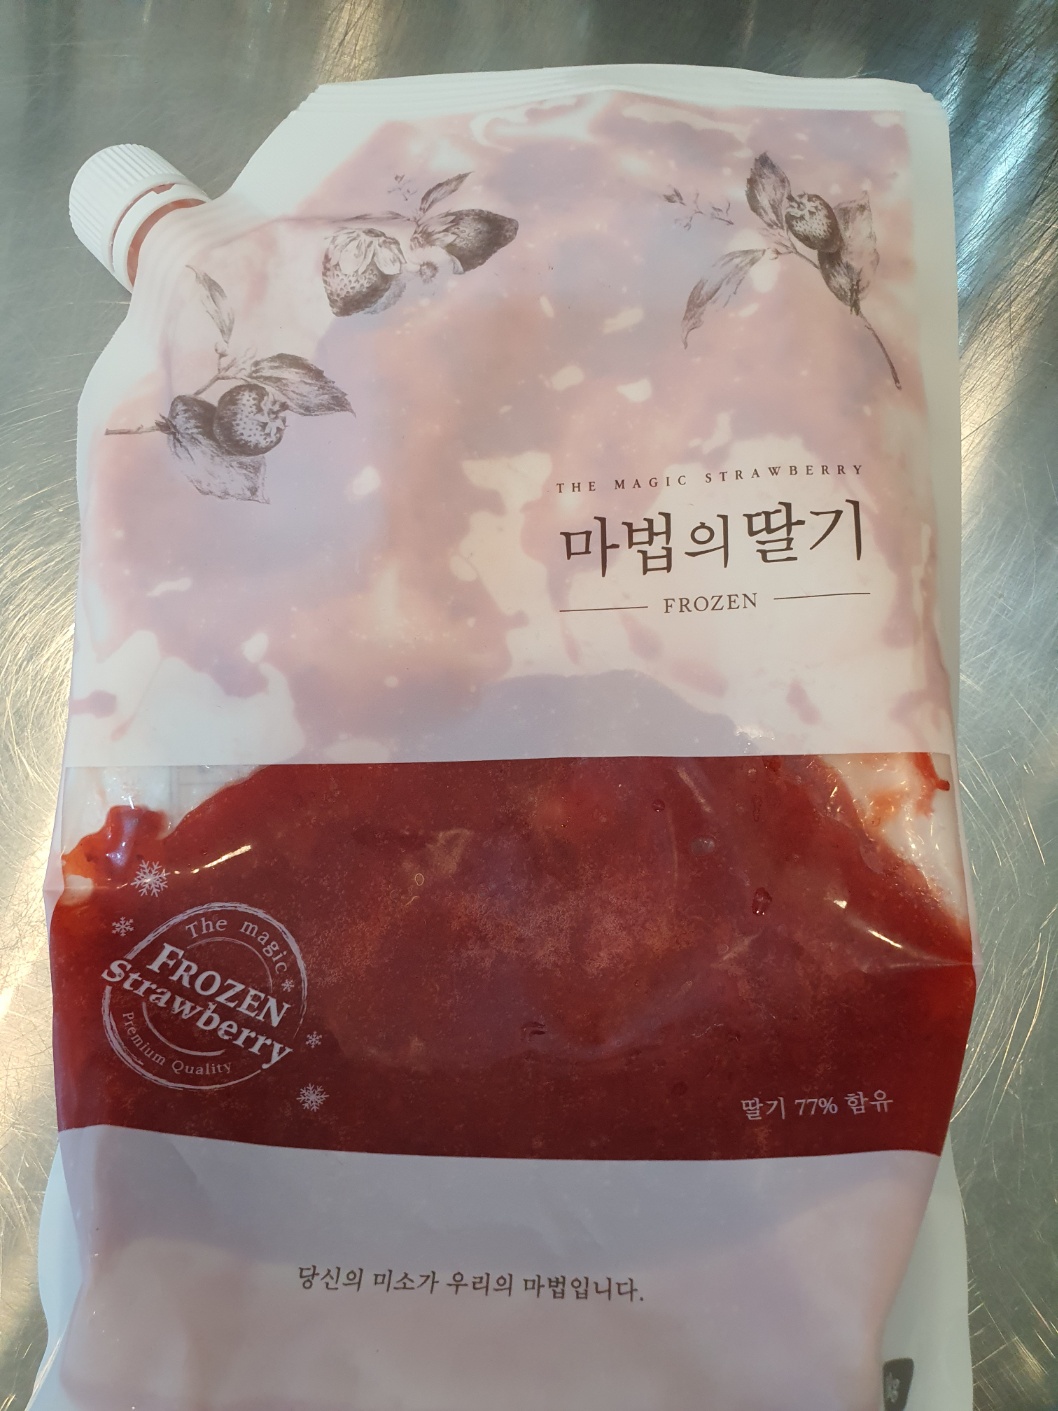 THE MAGIC STRAWBERRY
마법의딸기
FROZEN
The magic
FROZEN
Strawberry
Premium Quality
딸기 77% 함유
당신의 미소가 우리의 마법입니다.